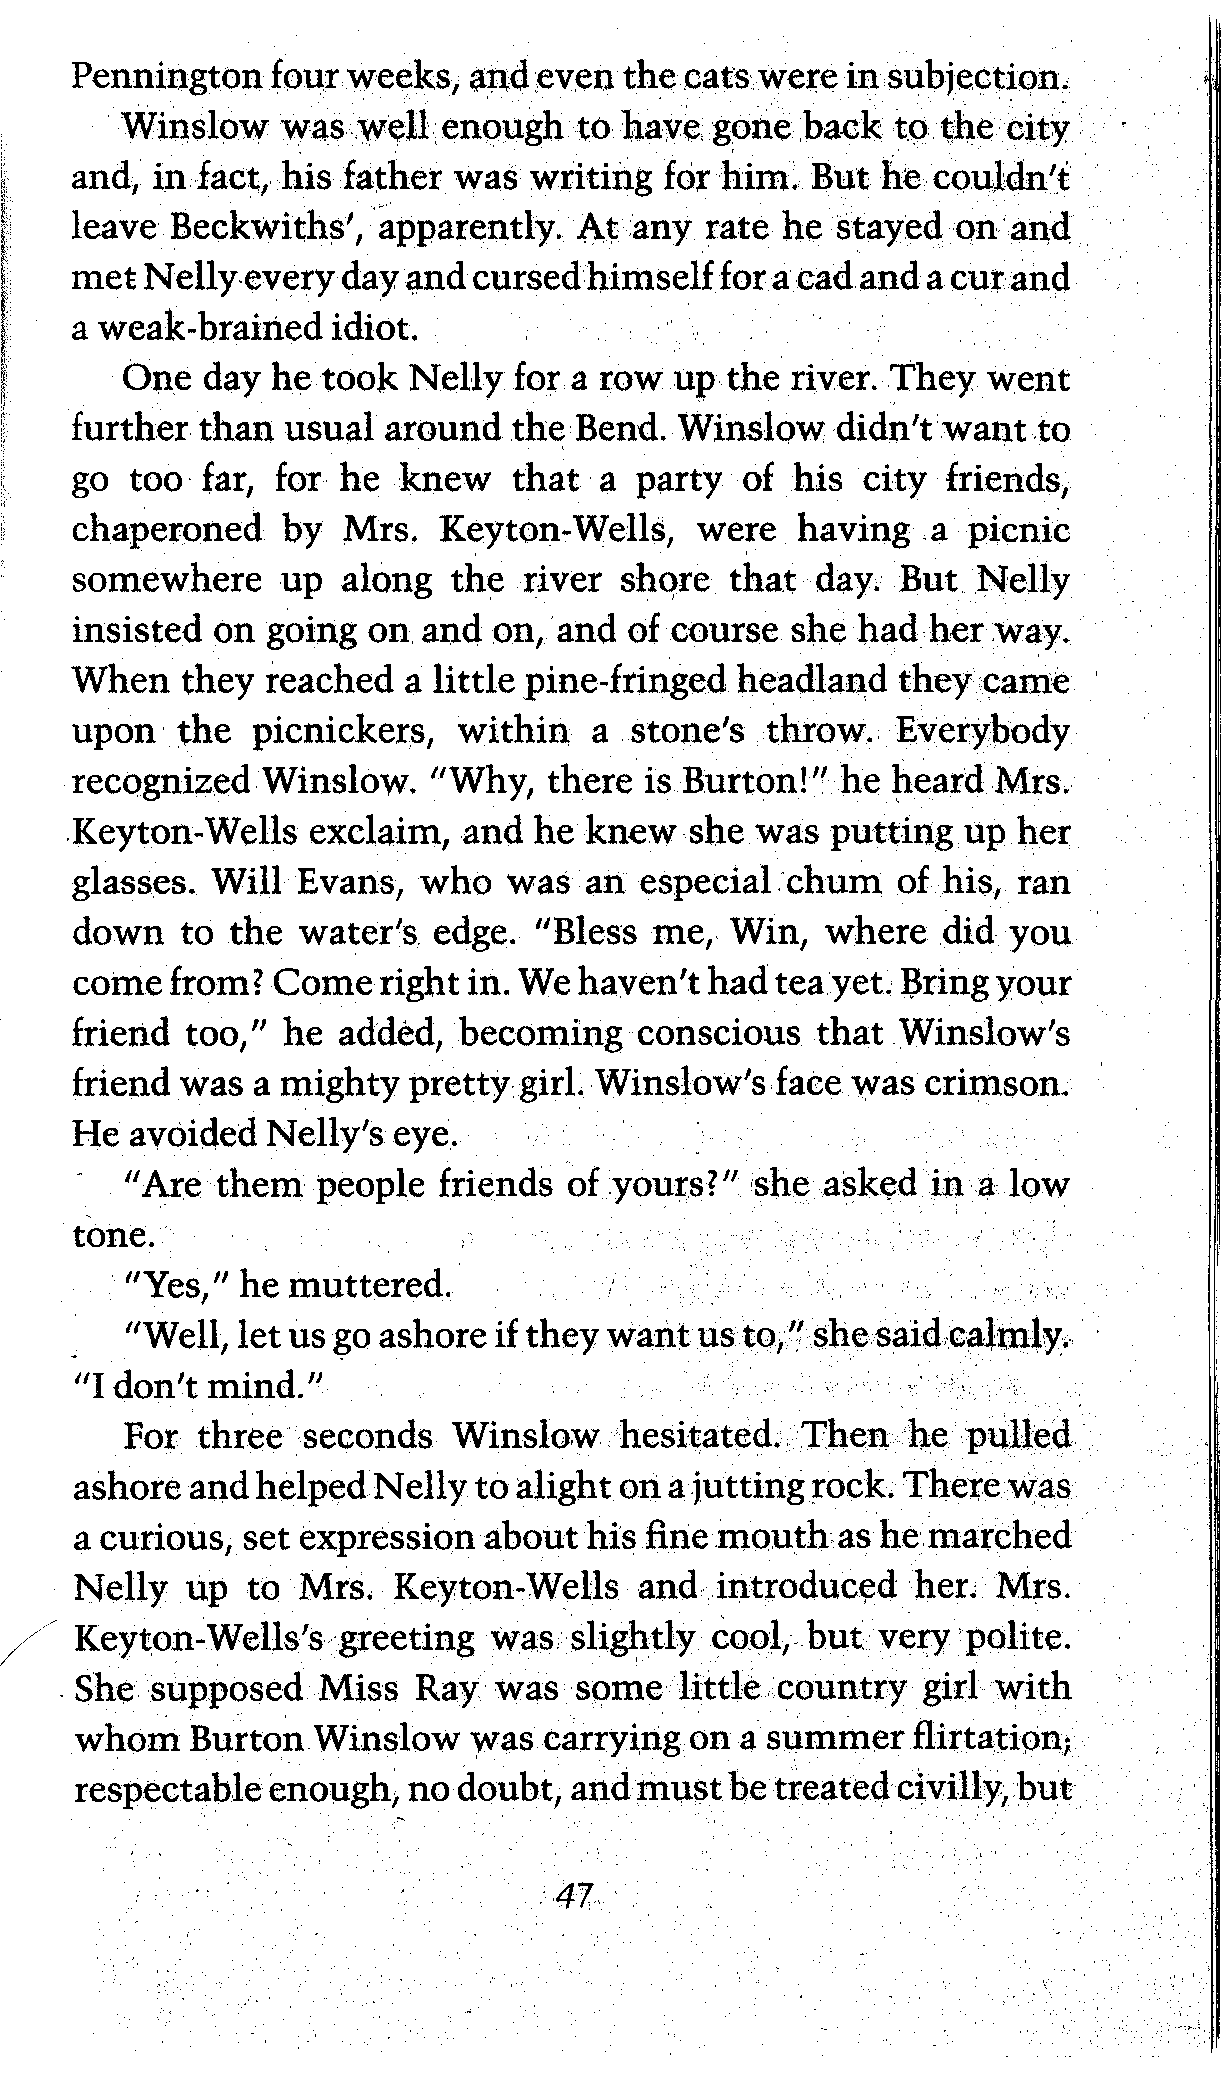 Pennington four weeks, and even the cats were in subjection.
Winslow was well enough to have gone back to the city
and, in fact, his father was writing for him. But he couldn't
leave Beckwiths', apparently. At any rate he stayed on and
met Nelly every day and cursed himself for a cad and a cur and
a weak-brained idiot.
One day he took Nelly for a row up the river. They went
further than usual around the Bend. Winslow didn't want to
go too far, for he knew that a party of his city friends,
chaperoned by Mrs. Keyton-Wells, were having a picnic
somewhere up along the river shore that day. But Nelly
insisted on going on and on, and of course she had her way.
When they reached a little pine-fringed headland they came
upon the picnickers, within a stone's throw. Everybody
recognized Winslow. "Why, there is Burton!" he heard Mrs.
Keyton-Wells exclaim, and he knew she was putting up her
glasses. Will Evans, who was an especial chum of his, ran
down to the water's edge. "Bless me, Win, where did you
come from? Come right in. We haven't had tea yet. Bring your
friend too," he added, becoming conscious that Winslow's
friend was a mighty pretty girl. Winslow's face was crimson.
He avoided Nelly's eye.
"Are them people friends of yours?" she asked in a low
tone.
"Yes," he muttered.
"Well, let us go ashore if they want us to," she said calmly.
"I don't mind."
For three seconds Winslow hesitated. Then he pulled
ashore and helped Nelly to alight on a jutting rock. There was
a curious, set expression about his fine mouth as he marched
Nelly up to Mrs. Keyton-Wells and introduced her. Mrs.
Keyton-Wells's greeting was slightly cool, but very polite.
She supposed Miss Ray was some little country girl with
whom Burton Winslow was carrying on a summer flirtation;
respectable enough, no doubt, and must be treated civilly, but
47